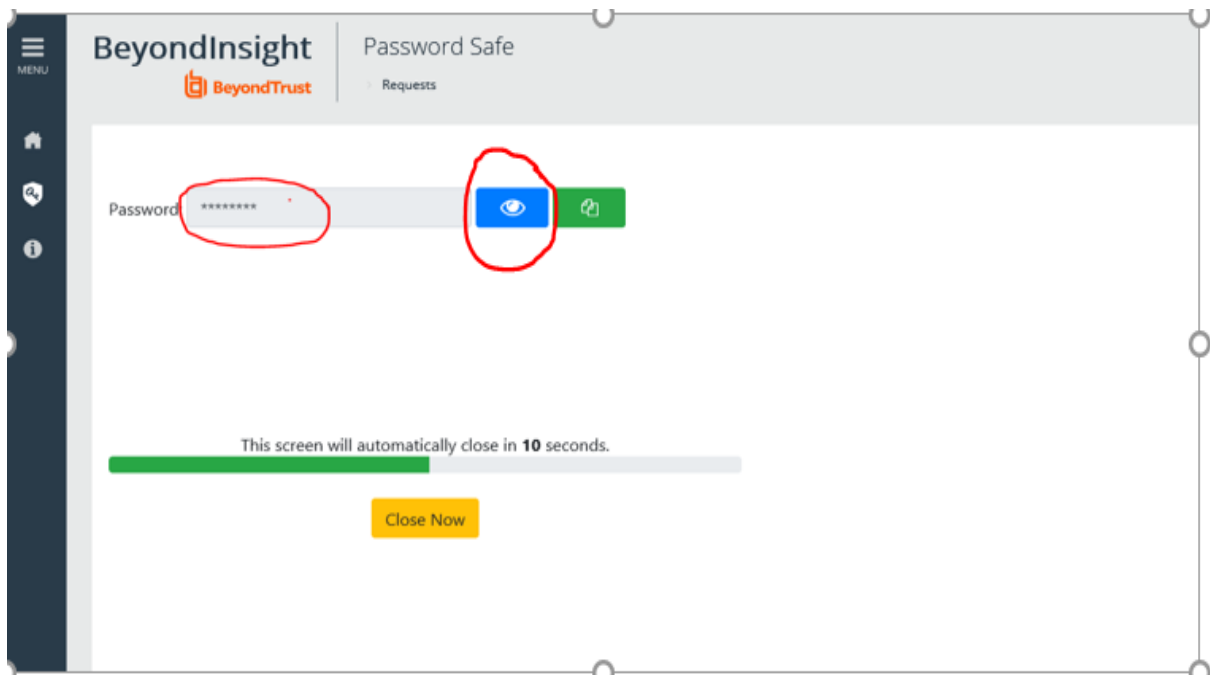 MENU
BeyondInsight
BeyondTrust
Password Safe
Requests
Password
********
This screen will automatically close in 10 seconds.
Close Now